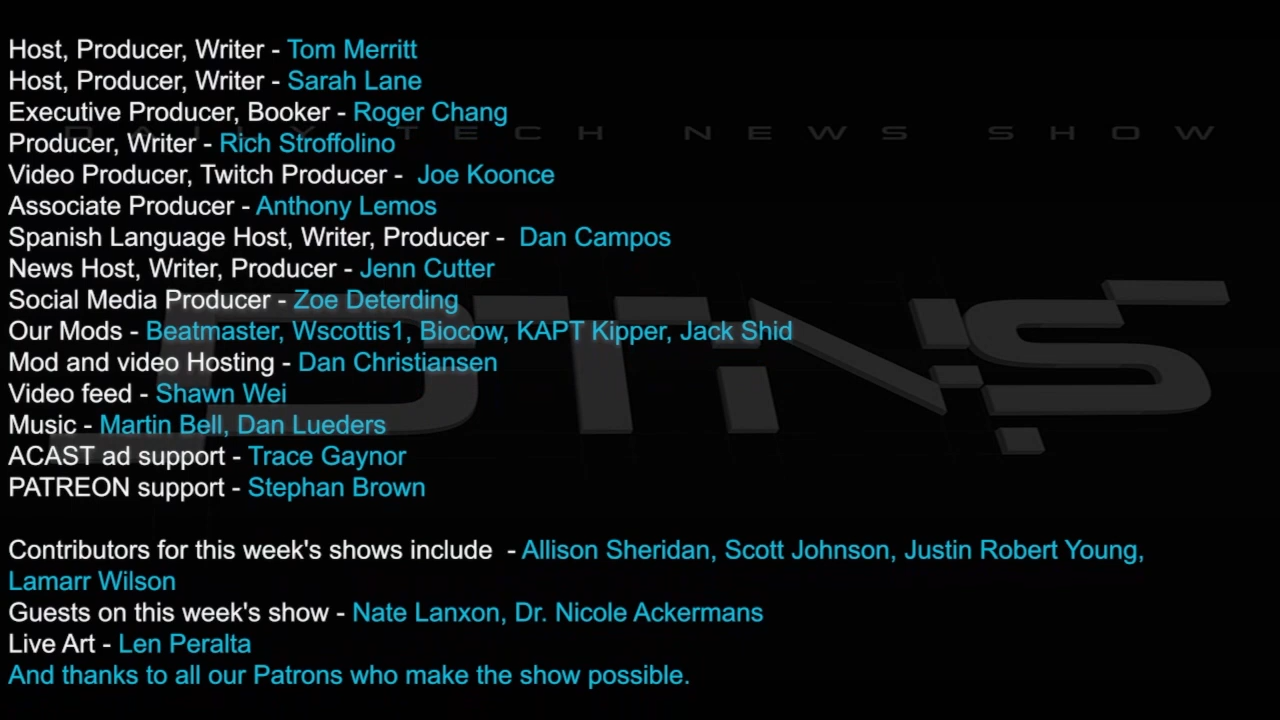 Host, Producer, Writer - Tom Merritt
Host, Producer, Writer - Sarah Lane
Executive Producer, Booker - Roger Chang
DAILY TECH NEWS SHOW
Producer, Writer - Rich Stroffolino
Video Producer, Twitch Producer -  Joe Koonce
Associate Producer - Anthony Lemos
Spanish Language Host, Writer, Producer -  Dan Campos
News Host, Writer, Producer - Jenn Cutter
Social Media Producer - Zoe Deterding
Our Mods - Beatmaster, Wscottis1, Biocow, KAPT Kipper, Jack Shid
DTNS
Mod and video Hosting - Dan Christiansen
Video feed - Shawn Wei
Music - Martin Bell, Dan Lueders
ACAST ad support - Trace Gaynor
PATREON support - Stephan Brown
Contributors for this week's shows include  - Allison Sheridan, Scott Johnson, Justin Robert Young,
Lamarr Wilson
Guests on this week's show - Nate Lanxon, Dr. Nicole Ackermans
Live Art - Len Peralta
And thanks to all our Patrons who make the show possible.